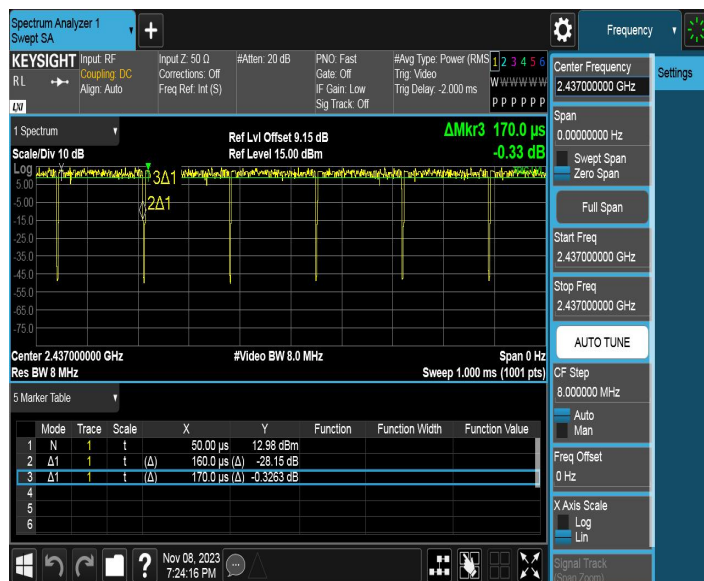 Spectrum Analyzer 1
Swept SA
Frequency
KEYSIGHT
RL
LXI
Input: RF
Coupling: DC
Align: Auto
Input Z: 50 Ω
Corrections: Off
Freq Ref: Int (S)
#Atten: 20 dB
PNO: Fast
Gate: Off
IF Gain: Low
Sig Track: Off
#Avg Type: Power (RMS
Trig: Video
Trig Delay: -2.000 ms
1 2 3 4 5 6
W W W W W W
P P P P P P
1 Spectrum
Scale/Div 10 dB
Ref Lvl Offset 9.15 dB
Ref Level 15.00 dBm
ΔMkr3 170.0 µs
-0.33 dB
Log
5.00
-5.00
-15.0
-25.0
-35.0
-45.0
-55.0
-65.0
-75.0
3Δ1
2Δ1
Center 2.437000000 GHz
#Video BW 8.0 MHz
Span 0 Hz
Res BW 8 MHz
Sweep 1.000 ms (1001 pts)
5 Marker Table
Mode Trace Scale X Y Function Function Width Function Value
1 N 1 t 50.00 µs 12.98 dBm
2 Δ1 1 t (Δ) 160.0 µs (Δ) -28.15 dB
3 Δ1 1 t (Δ) 170.0 µs (Δ) -0.3263 dB
4
5
6
Nov 08, 2023
7:24:16 PM
Center Frequency
2.437000000 GHz
Span
0.00000000 Hz
Swept Span
Zero Span
Full Span
Start Freq
2.437000000 GHz
Stop Freq
2.437000000 GHz
AUTO TUNE
CF Step
8.000000 MHz
Auto
Man
Freq Offset
0 Hz
X Axis Scale
Log
Lin
Signal Track
(Span Zoom)
Settings